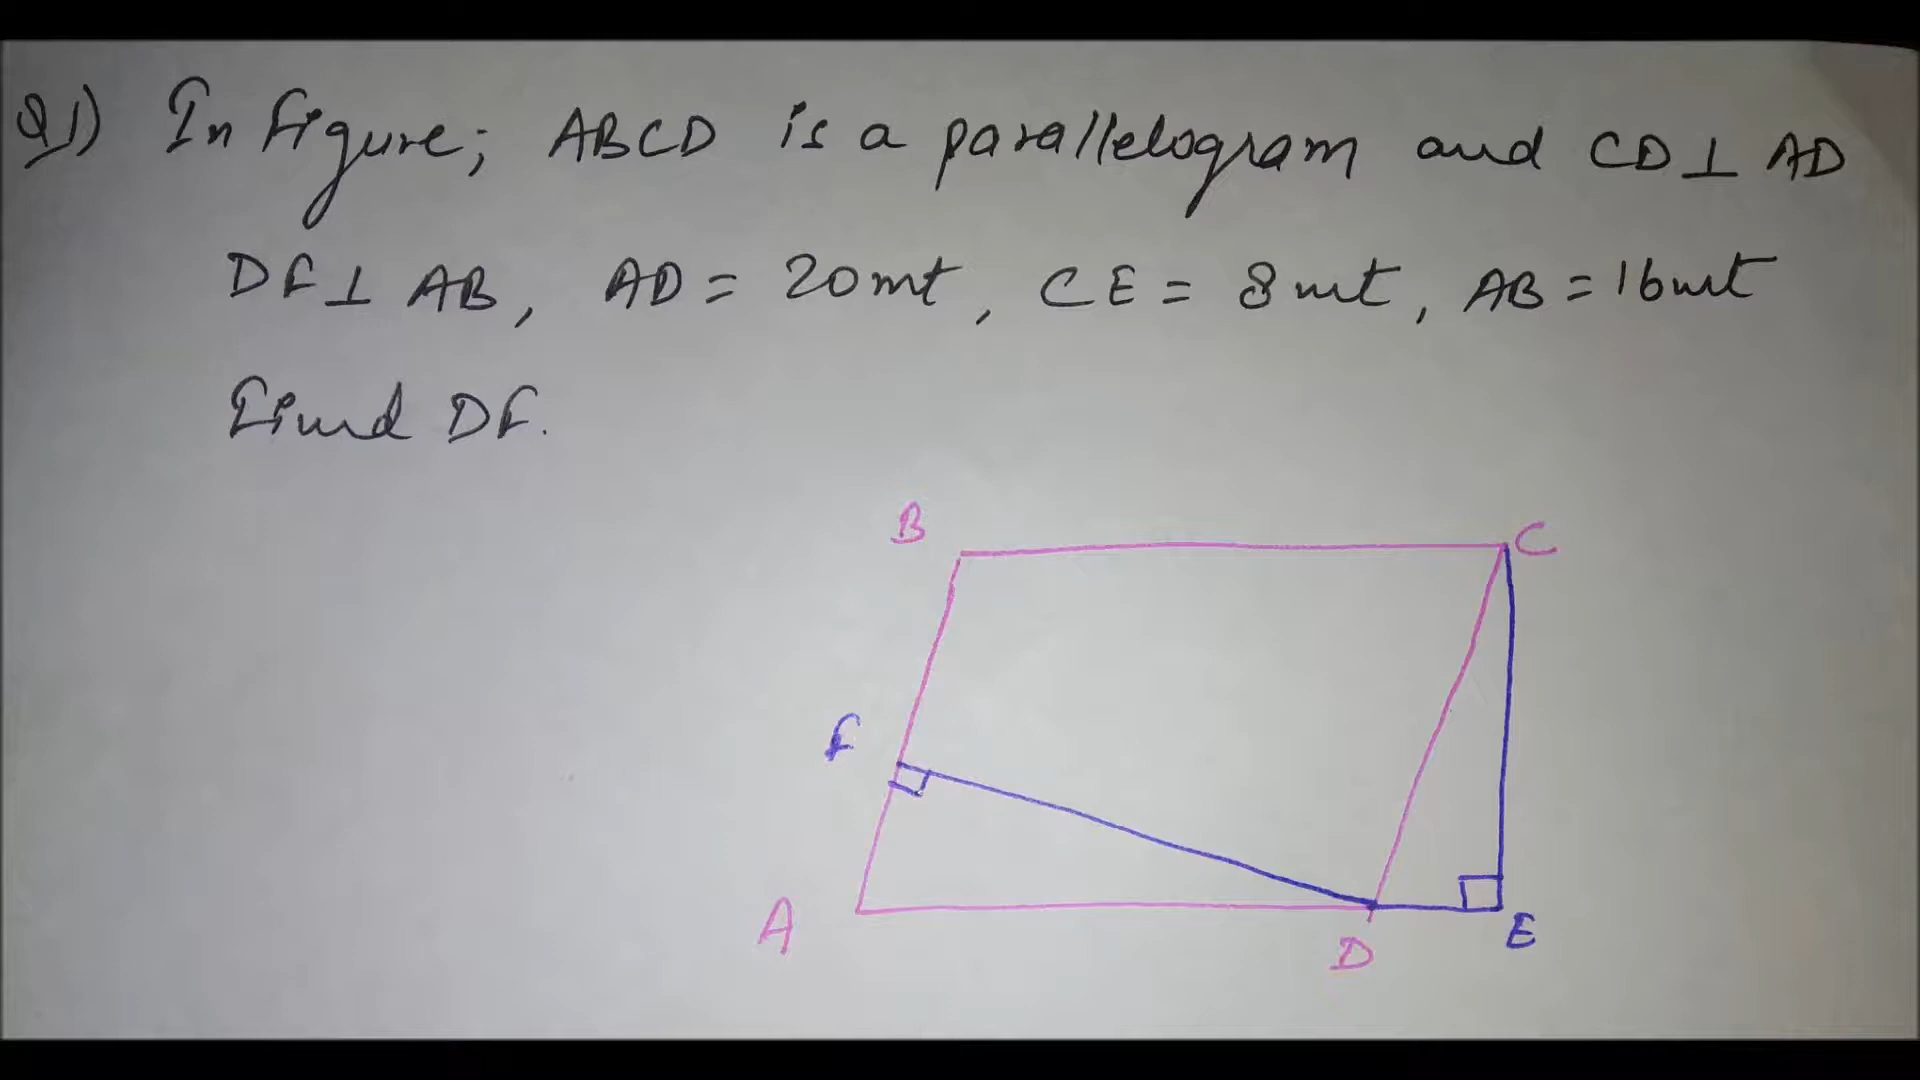 Q1) In figure; ABCD is a parallelogram and CD⊥AD
DF⊥AB, AD = 20mt, CE = 8mt, AB = 16mt
Find DF.
B
C
F
A
D
E